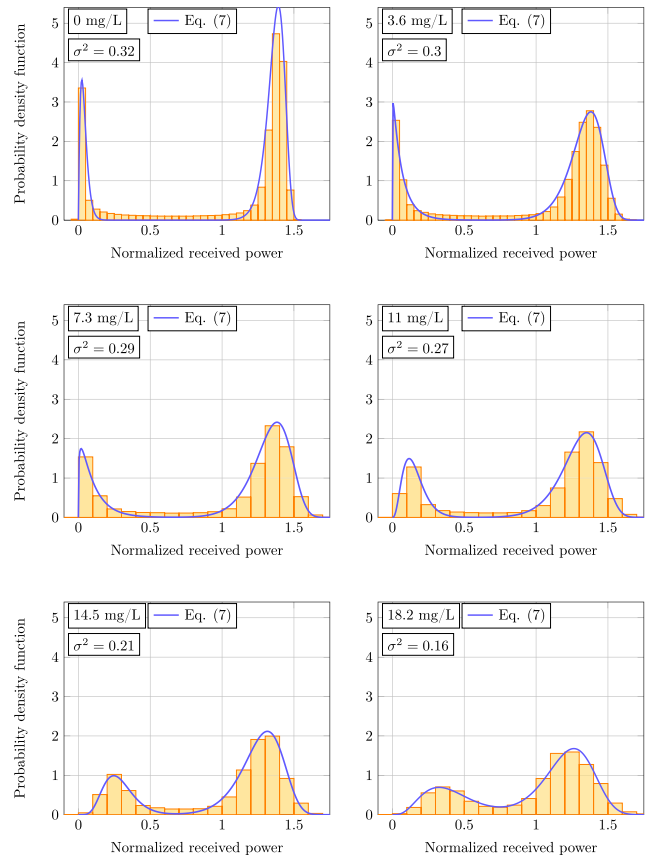 0 mg/L
Eq. (7)
σ² = 0.32
Probability density function
5
4
3
2
1
0
0 0.5 1 1.5
Normalized received power
3.6 mg/L
Eq. (7)
σ² = 0.3
5
4
3
2
1
0
0 0.5 1 1.5
Normalized received power
7.3 mg/L
Eq. (7)
σ² = 0.29
Probability density function
5
4
3
2
1
0
0 0.5 1 1.5
Normalized received power
11 mg/L
Eq. (7)
σ² = 0.27
5
4
3
2
1
0
0 0.5 1 1.5
Normalized received power
14.5 mg/L
Eq. (7)
σ² = 0.21
Probability density function
5
4
3
2
1
0
0 0.5 1 1.5
Normalized received power
18.2 mg/L
Eq. (7)
σ² = 0.16
5
4
3
2
1
0
0 0.5 1 1.5
Normalized received power